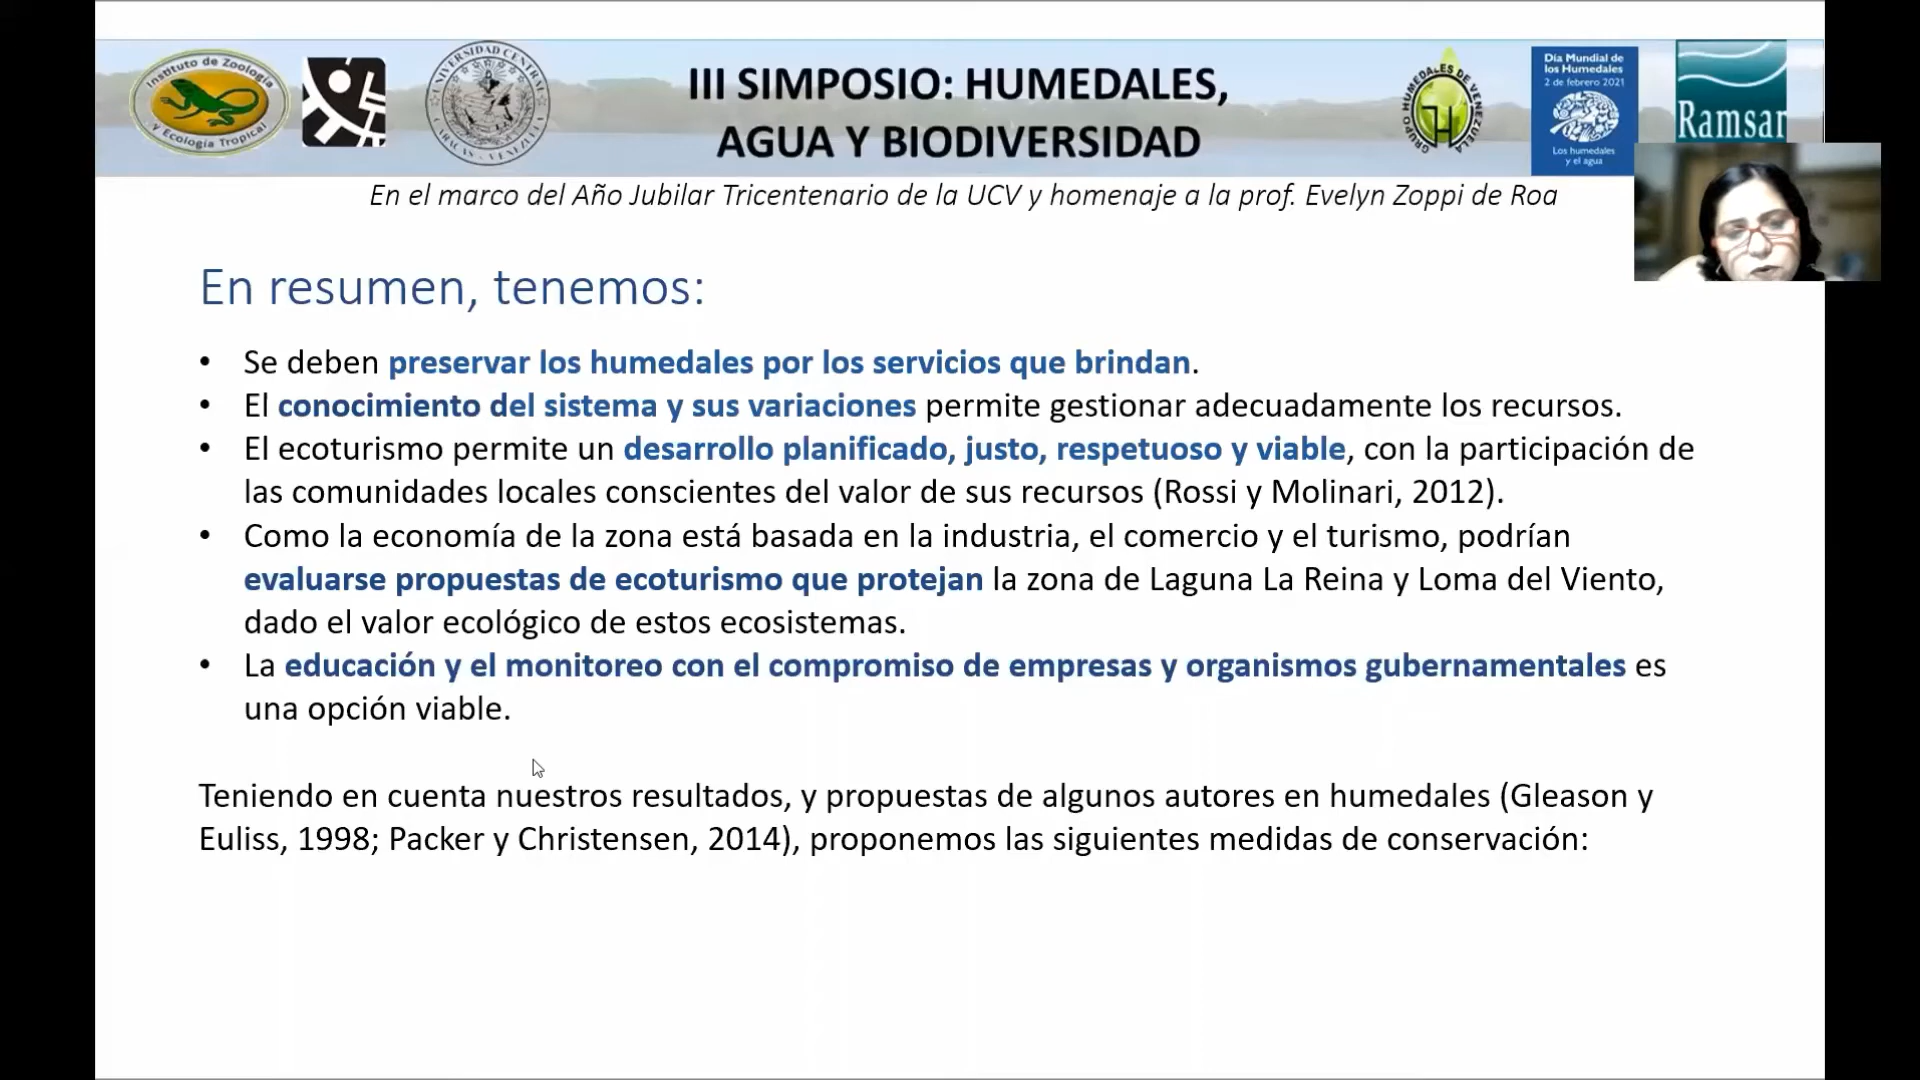 Instituto de Zoología
y Ecología Tropical
UNIVERSIDAD CENTRAL
CARACAS - VENEZUELA
III SIMPOSIO: HUMEDALES,
AGUA Y BIODIVERSIDAD
GRUPO HUMEDALES DE VENEZUELA
Día Mundial de
los Humedales
2 de febrero 2021
Los humedales
y el agua
Ramsar
En el marco del Año Jubilar Tricentenario de la UCV y homenaje a la prof. Evelyn Zoppi de Roa
En resumen, tenemos:
• Se deben preservar los humedales por los servicios que brindan.
• El conocimiento del sistema y sus variaciones permite gestionar adecuadamente los recursos.
• El ecoturismo permite un desarrollo planificado, justo, respetuoso y viable, con la participación de
las comunidades locales conscientes del valor de sus recursos (Rossi y Molinari, 2012).
• Como la economía de la zona está basada en la industria, el comercio y el turismo, podrían
evaluarse propuestas de ecoturismo que protejan la zona de Laguna La Reina y Loma del Viento,
dado el valor ecológico de estos ecosistemas.
• La educación y el monitoreo con el compromiso de empresas y organismos gubernamentales es
una opción viable.
Teniendo en cuenta nuestros resultados, y propuestas de algunos autores en humedales (Gleason y
Euliss, 1998; Packer y Christensen, 2014), proponemos las siguientes medidas de conservación: